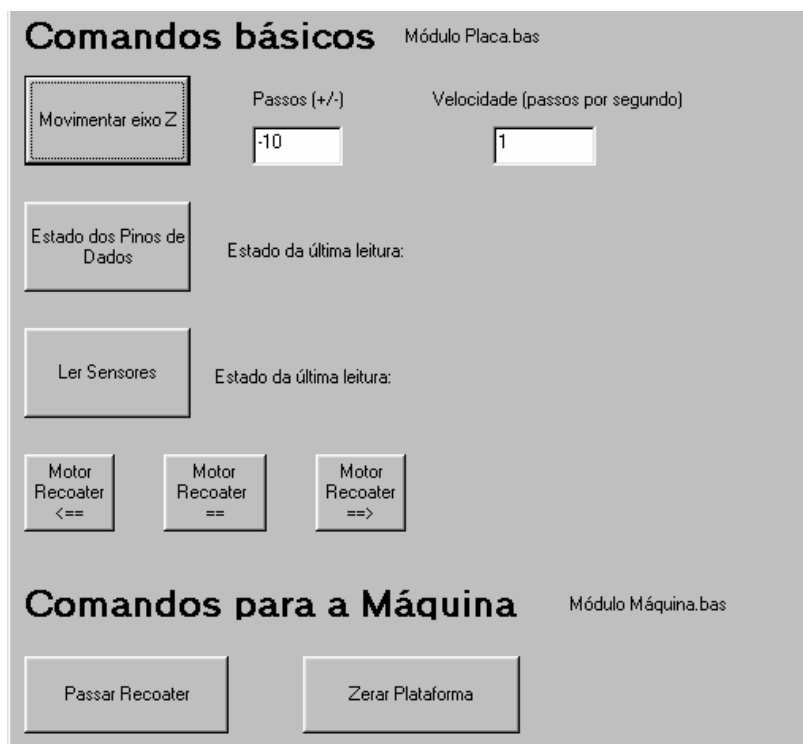 Comandos básicos Módulo Placa.bas
Passos (+/-) Velocidade (passos por segundo)
Movimentar eixo Z
-10 1
Estado dos Pinos de
Dados
Estado da última leitura:
Ler Sensores
Estado da última leitura:
Motor
Recoater
<==
Motor
Recoater
==
Motor
Recoater
==>
Comandos para a Máquina Módulo Máquina.bas
Passar Recoater Zerar Plataforma